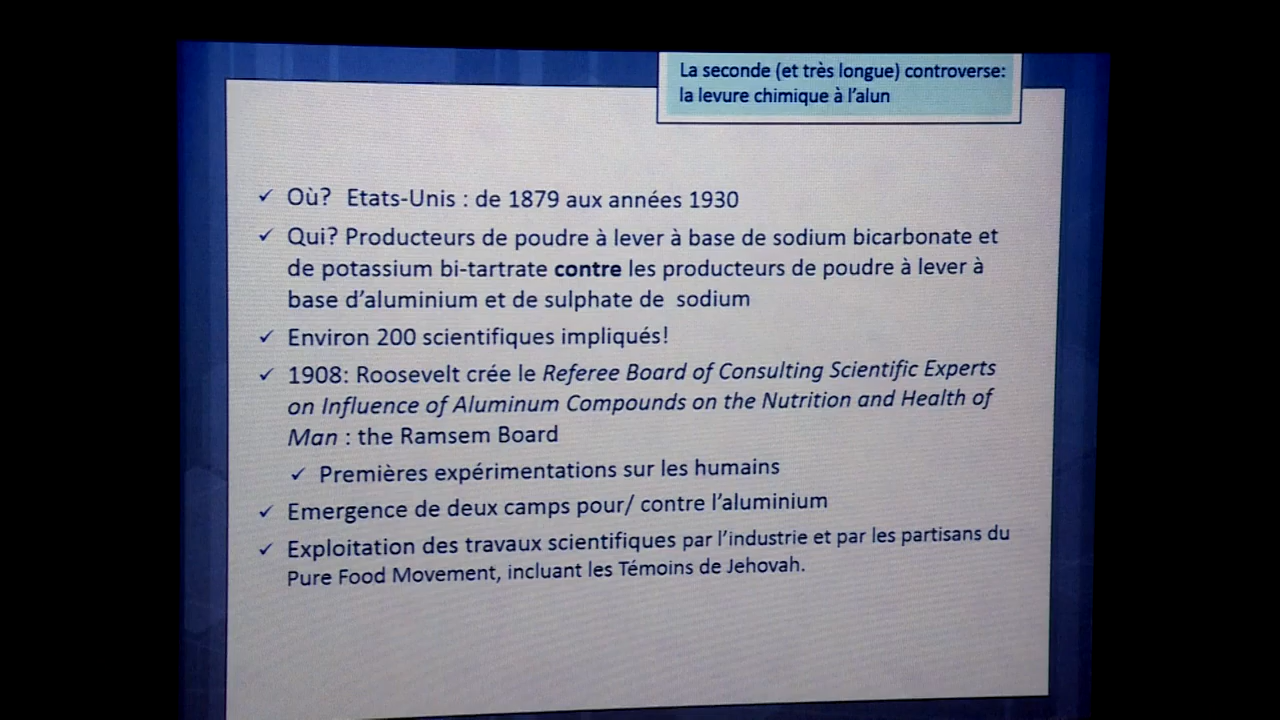 La seconde (et très longue) controverse:
la levure chimique à l'alun
✓ Où? Etats-Unis : de 1879 aux années 1930
✓ Qui? Producteurs de poudre à lever à base de sodium bicarbonate et
de potassium bi-tartrate contre les producteurs de poudre à lever à
base d'aluminium et de sulphate de sodium
✓ Environ 200 scientifiques impliqués!
✓ 1908: Roosevelt crée le Referee Board of Consulting Scientific Experts
on Influence of Aluminum Compounds on the Nutrition and Health of
Man : the Ramsem Board
✓ Premières expérimentations sur les humains
✓ Emergence de deux camps pour/ contre l'aluminium
✓ Exploitation des travaux scientifiques par l'industrie et par les partisans du
Pure Food Movement, incluant les Témoins de Jehovah.